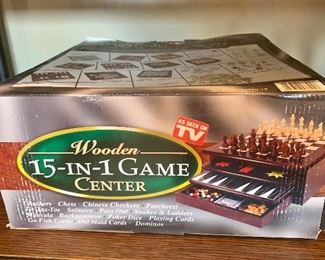 AS SEEN ON
TV
Wooden
15-IN-1 GAME
CENTER
Checkers • Chess • Chinese Checkers • Parcheesi
Tic Tac Toe • Solitaire • Pass Out • Snakes & Ladders
Mancala • Backgammon • Poker Dice • Playing Cards
Go Fish Cards • Old Maid Cards • Dominos